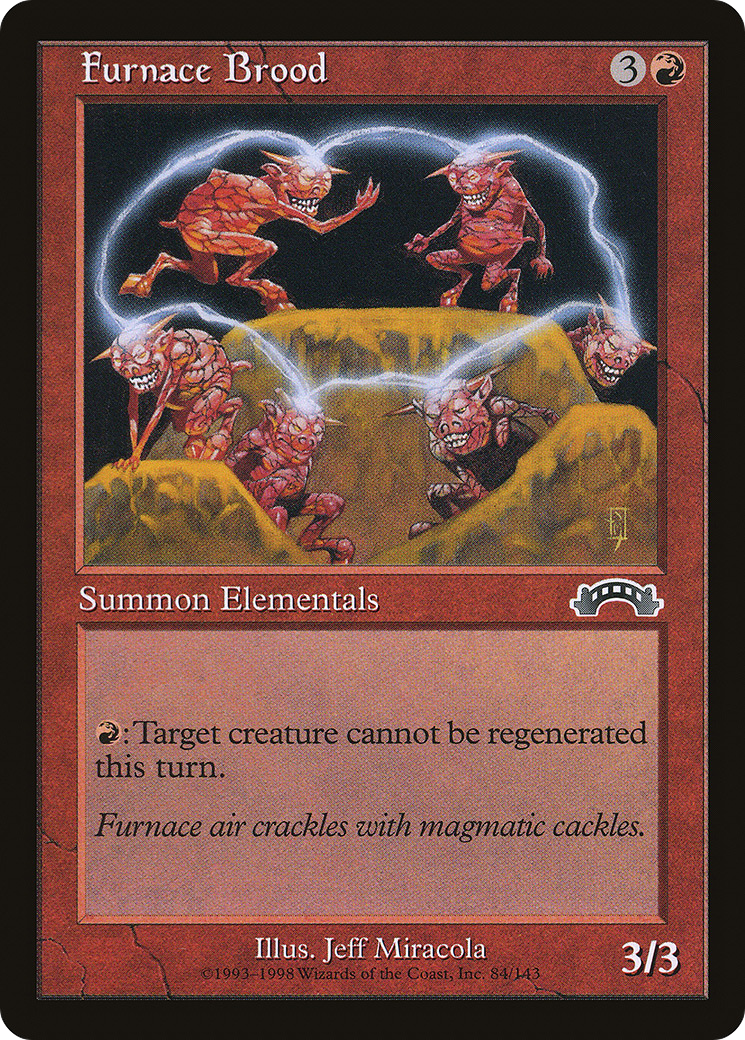 Furnace Brood 3
Summon Elementals
: Target creature cannot be regenerated
this turn.
Furnace air crackles with magmatic cackles.
Illus. Jeff Miracola
©1993–1998 Wizards of the Coast, Inc. 84/143
3/3